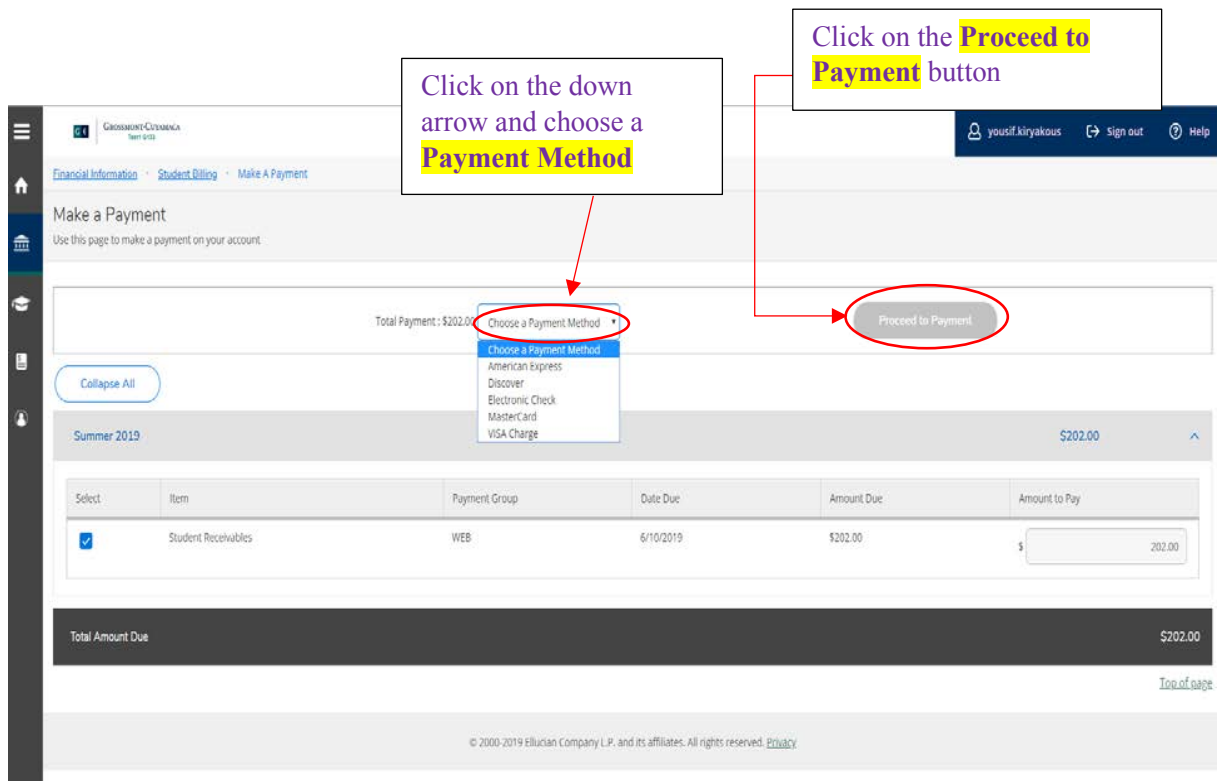 Click on the Proceed to
Payment button
Click on the down
arrow and choose a
Payment Method
GROSSMONT-CUYAMACA
yousif.kiryakous
Sign out
Help
Financial Information
Student Billing
Make A Payment
Make a Payment
Use this page to make a payment on your account
Total Payment : $202.00
Choose a Payment Method
Proceed to Payment
Choose a Payment Method
American Express
Discover
Electronic Check
MasterCard
VISA Charge
Collapse All
Summer 2019
$202.00
Select
Item
Payment Group
Date Due
Amount Due
Amount to Pay
Student Receivables
WEB
6/10/2019
$202.00
$
202.00
Total Amount Due
$202.00
Top of page
© 2000-2019 Ellucian Company L.P. and its affiliates. All rights reserved. Privacy